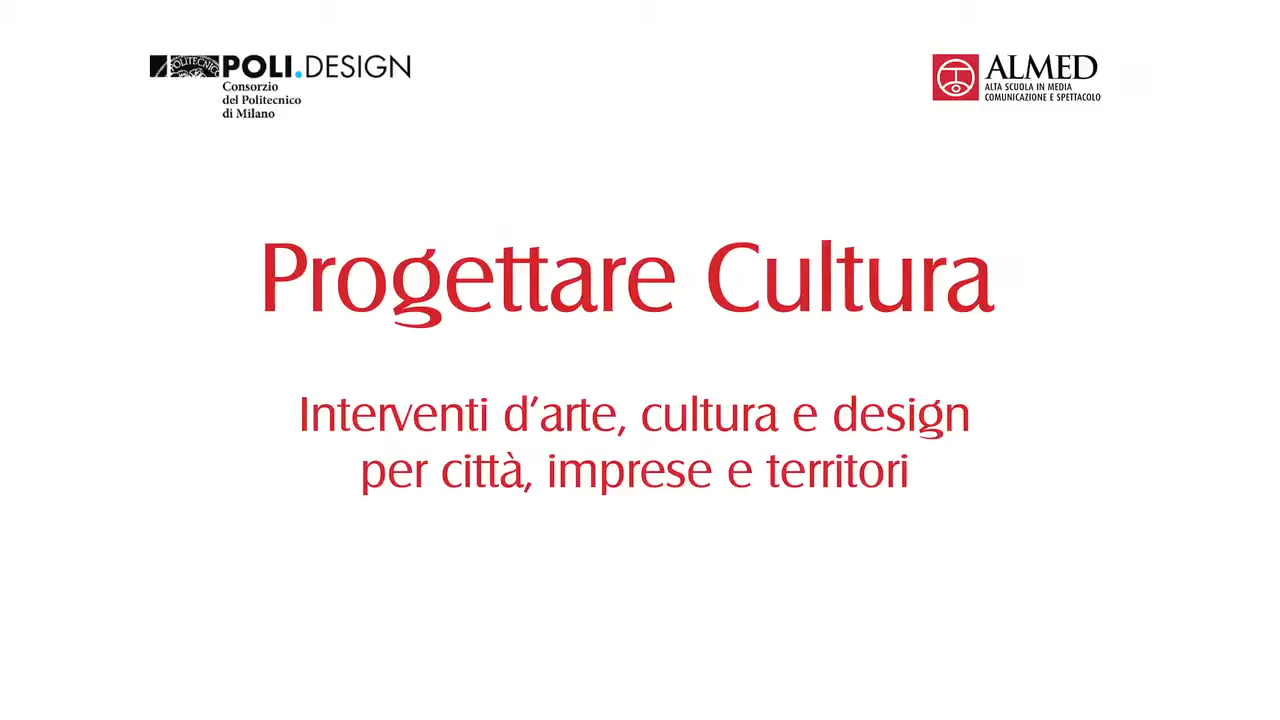 POLITECNICO
POLI.DESIGN
Consorzio
del Politecnico
di Milano
ALMED
ALTA SCUOLA IN MEDIA
COMUNICAZIONE E SPETTACOLO
Progettare Cultura
Interventi d’arte, cultura e design
per città, imprese e territori